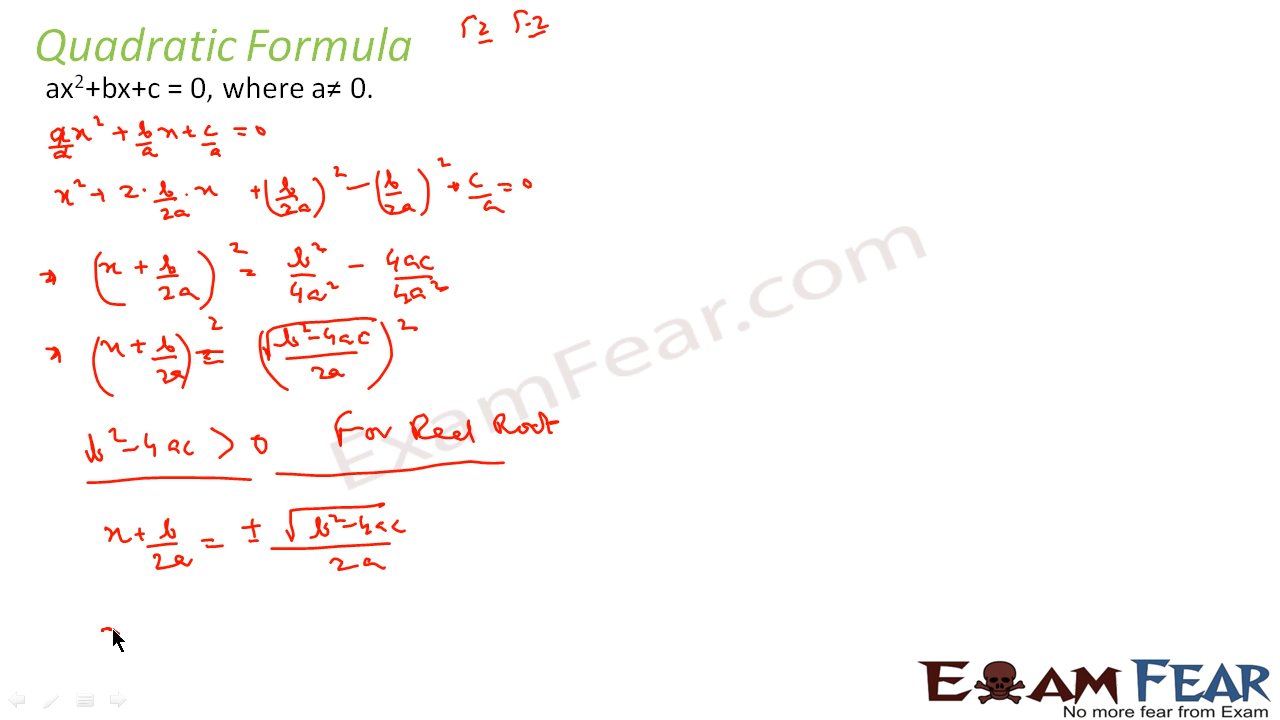 Quadratic Formula
√2 √-2
ax²+bx+c = 0, where a≠ 0.
a/a x² + b/a x + c/a = 0
x² + 2 · b/2a · x + (b/2a)² − (b/2a)² + c/a = 0
→ (x + b/2a)² = b²/4a² − 4ac/4a²
→ (x + b/2a)² = (√b²−4ac/2a)²
b²−4ac > 0 For Real Root
x + b/2a = ± √b²−4ac/2a
ExamFear.com
EXAM FEAR
No more fear from Exam